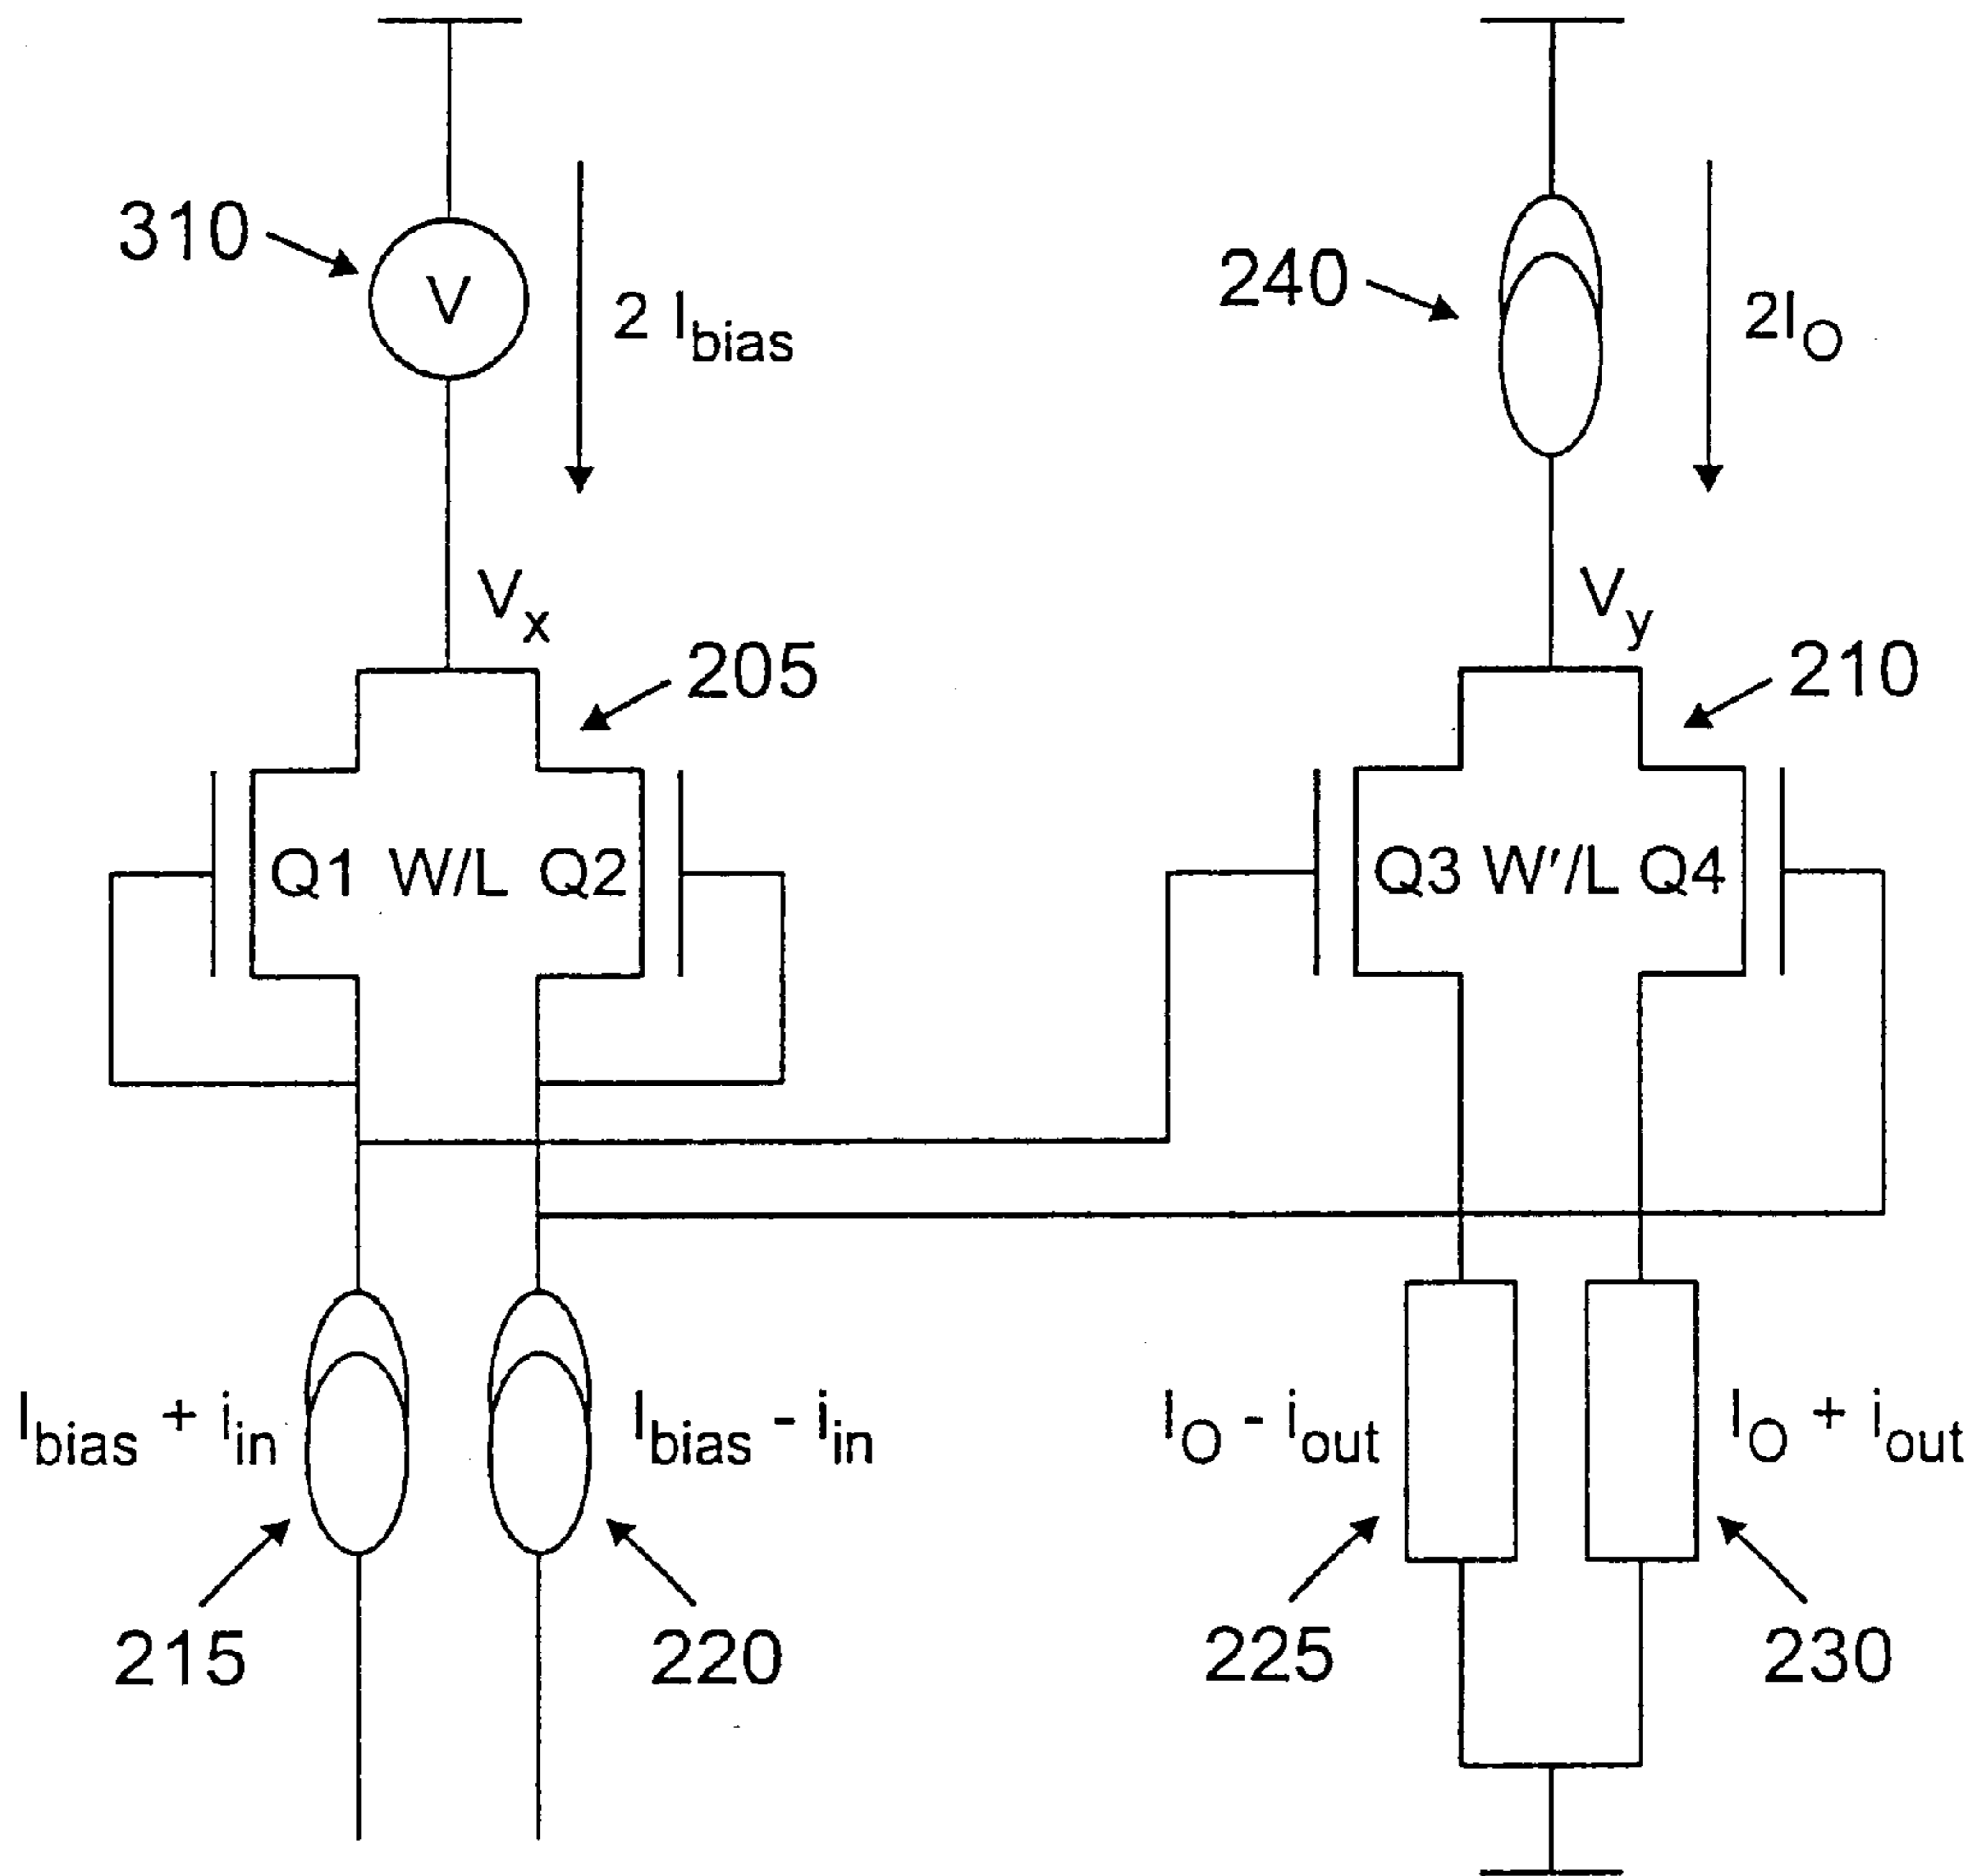 310
V
2 Ibias
240
2IO
Vx
Vy
205
210
Q1 W/L Q2
Q3 W'/L Q4
Ibias + iin
Ibias - iin
IO - iout
IO + iout
215
220
225
230